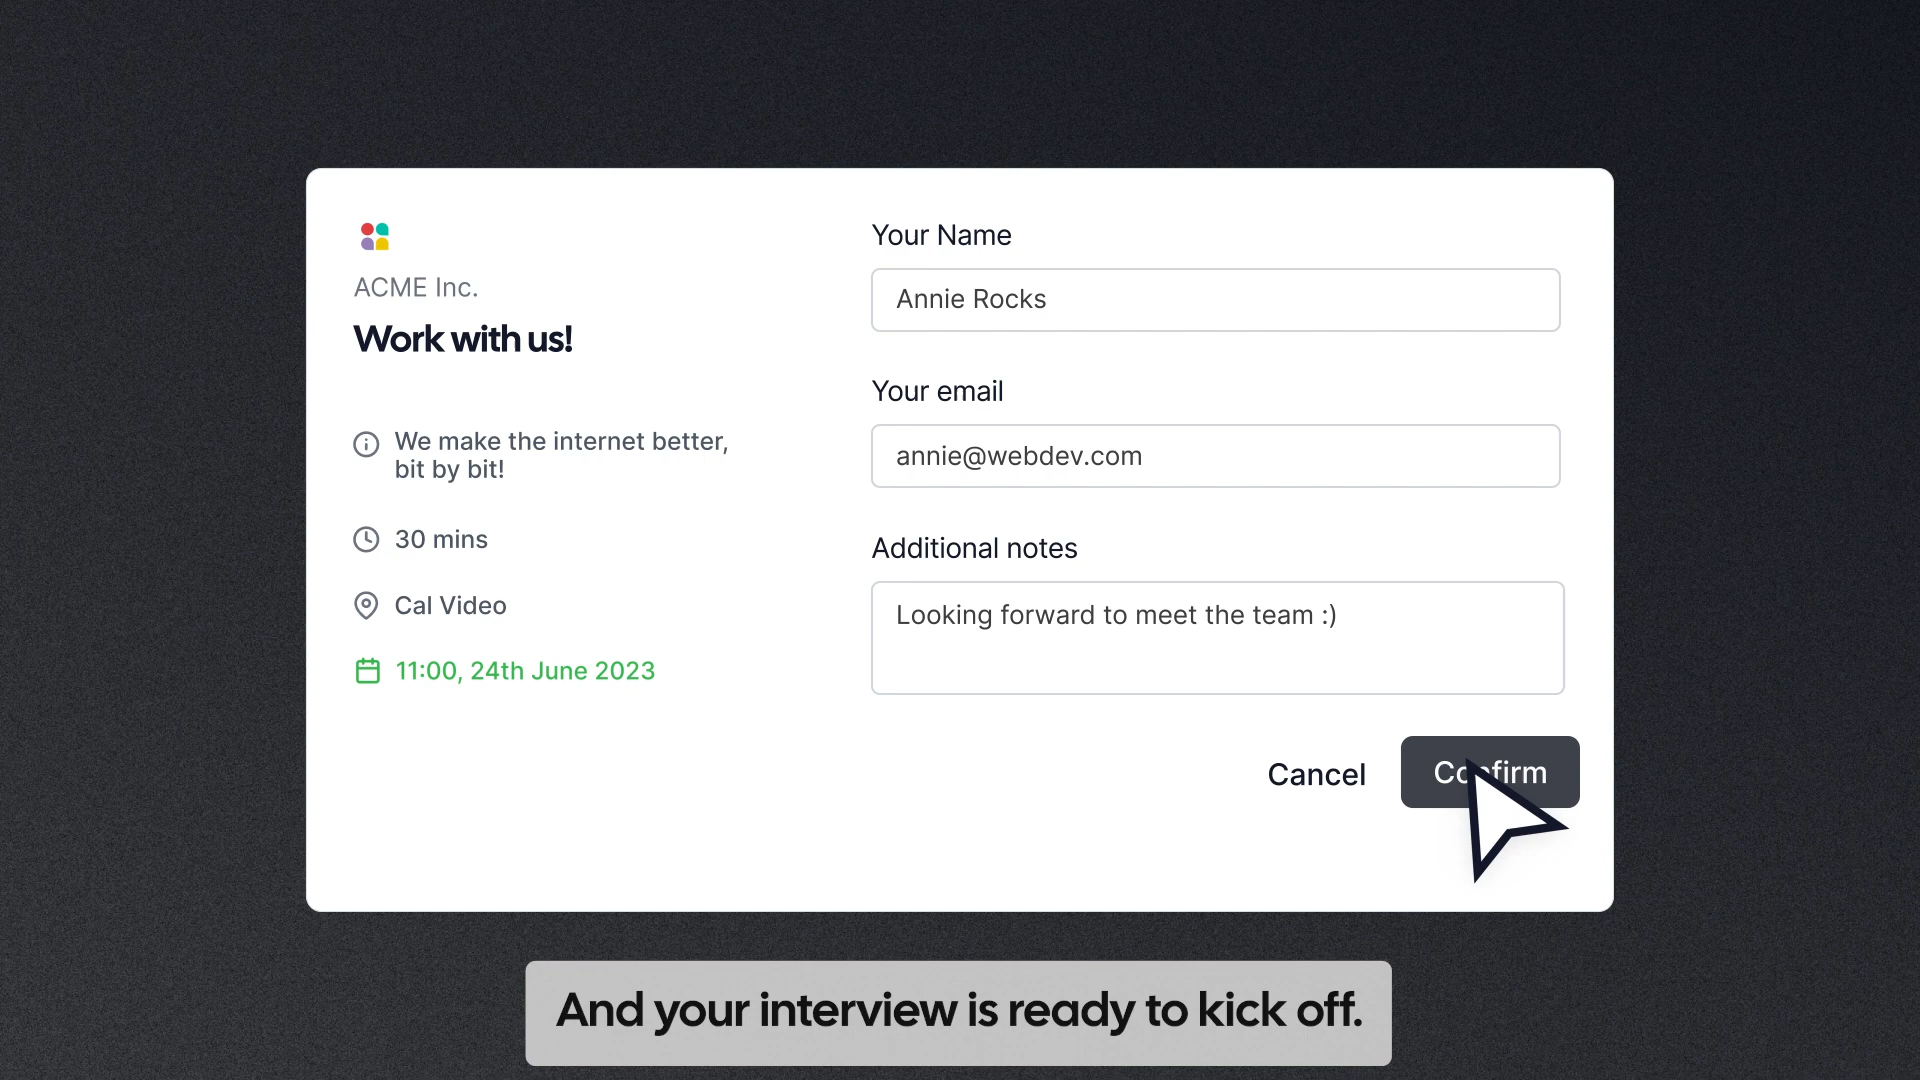 ACME Inc.
Work with us!
We make the internet better,
bit by bit!
30 mins
Cal Video
11:00, 24th June 2023
Your Name
Annie Rocks
Your email
annie@webdev.com
Additional notes
Looking forward to meet the team :)
Cancel
Confirm
And your interview is ready to kick off.